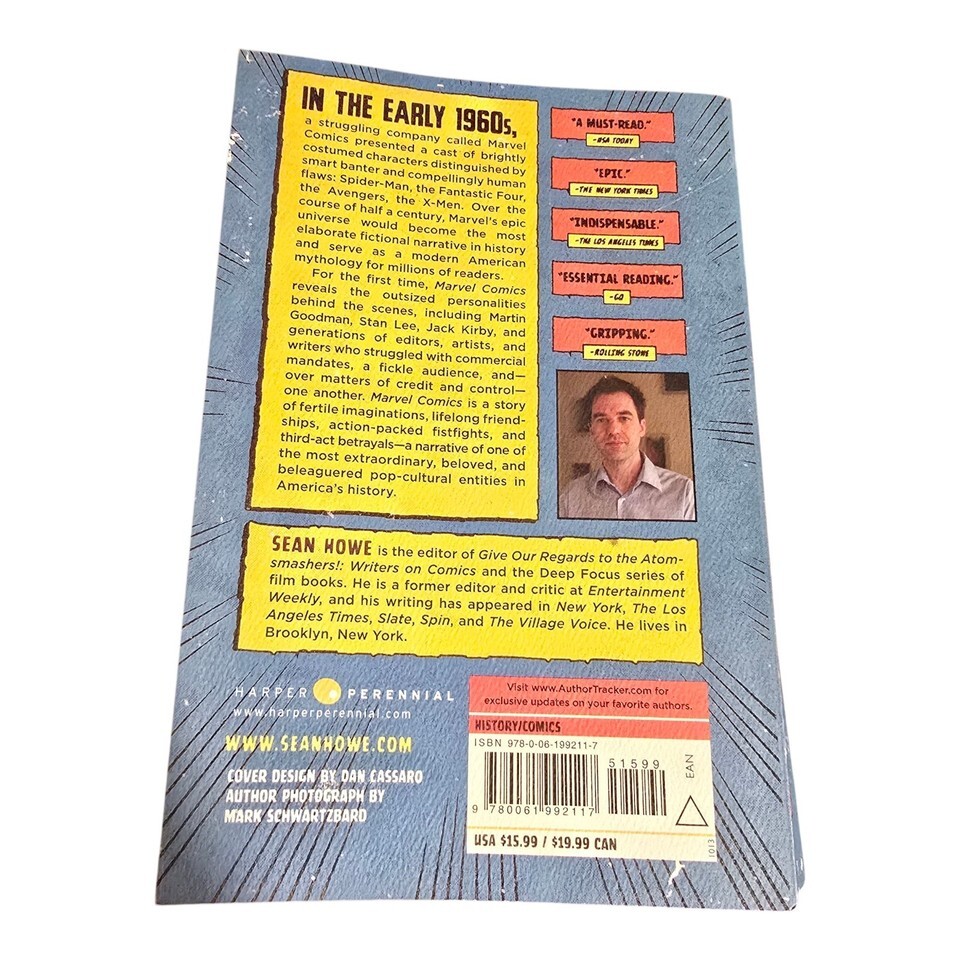 IN THE EARLY 1960s,
a struggling company called Marvel
Comics presented a cast of brightly
costumed characters distinguished by
smart banter and compellingly human
flaws: Spider-Man, the Fantastic Four,
the Avengers, the X-Men. Over the
course of half a century, Marvel's epic
universe would become the most
elaborate fictional narrative in history
and serve as a modern American
mythology for millions of readers.
For the first time, Marvel Comics
reveals the outsized personalities
behind the scenes, including Martin
Goodman, Stan Lee, Jack Kirby, and
generations of editors, artists, and
writers who struggled with commercial
mandates, a fickle audience, and—
over matters of credit and control—
one another. Marvel Comics is a story
of fertile imaginations, lifelong friend-
ships, action-packed fistfights, and
third-act betrayals—a narrative of one of
the most extraordinary, beloved, and
beleaguered pop-cultural entities in
America's history.
"A MUST-READ."
-USA TODAY
"EPIC."
-THE NEW YORK TIMES
"INDISPENSABLE."
-THE LOS ANGELES TIMES
"ESSENTIAL READING."
-GQ
"GRIPPING."
-ROLLING STONE
SEAN HOWE is the editor of Give Our Regards to the Atom-
smashers!: Writers on Comics and the Deep Focus series of
film books. He is a former editor and critic at Entertainment
Weekly, and his writing has appeared in New York, The Los
Angeles Times, Slate, Spin, and The Village Voice. He lives in
Brooklyn, New York.
HARPER PERENNIAL
www.harperperennial.com
WWW.SEANHOWE.COM
COVER DESIGN BY DAN CASSARO
AUTHOR PHOTOGRAPH BY
MARK SCHWARTZBARD
Visit www.AuthorTracker.com for
exclusive updates on your favorite authors.
HISTORY/COMICS
ISBN 978-0-06-199211-7
51599
EAN
9 780061 992117
USA $15.99 / $19.99 CAN
1013